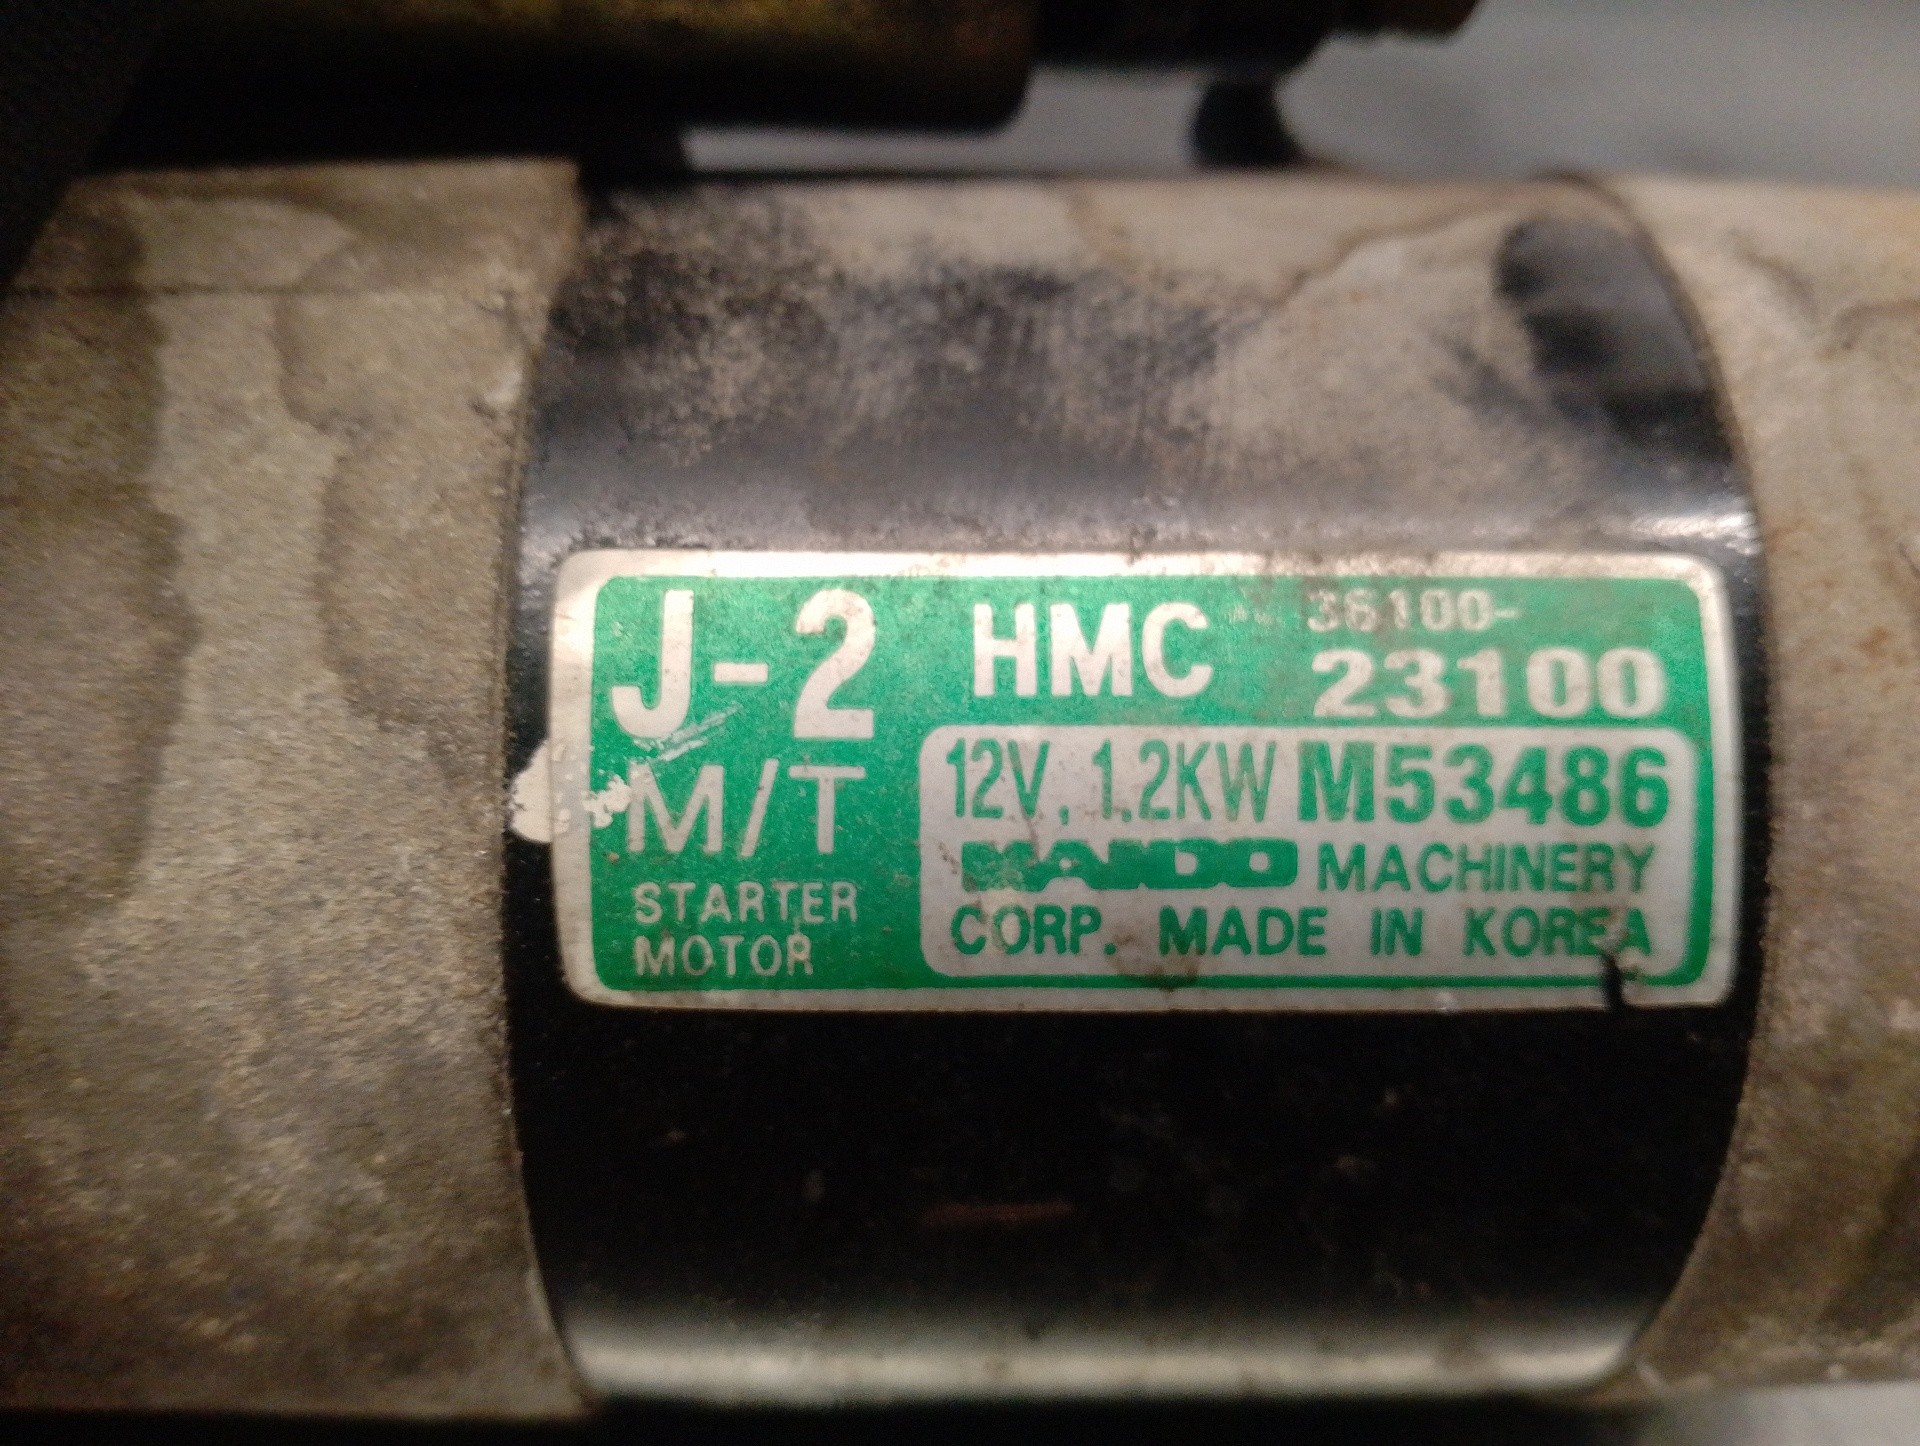 J-2 HMC 36100-
23100
M/T 12V, 1.2KW M53486
MANDO MACHINERY
STARTER CORP. MADE IN KOREA
MOTOR